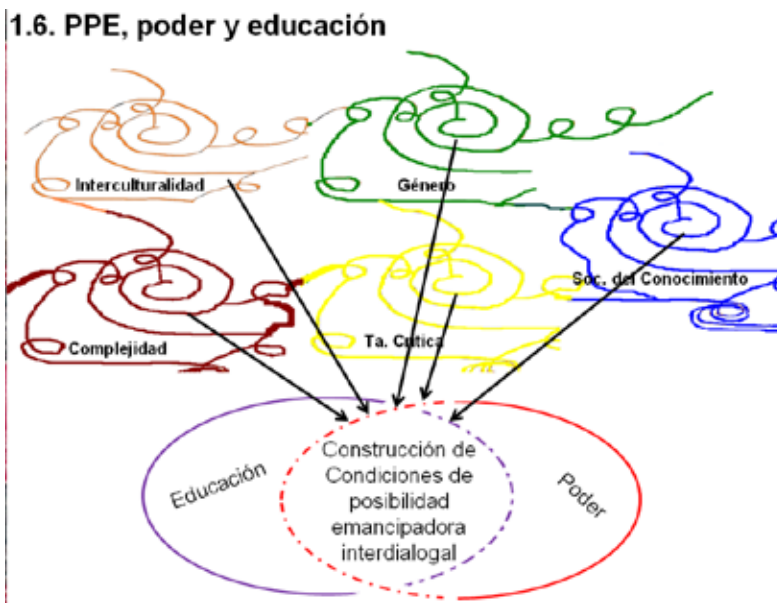 1.6. PPE, poder y educación
Interculturalidad
Género
Soc. del Conocimiento
Complejidad
Ta. Critica
Educación
Construcción de
Condiciones de
posibilidad
emancipadora
interdialogal
Poder